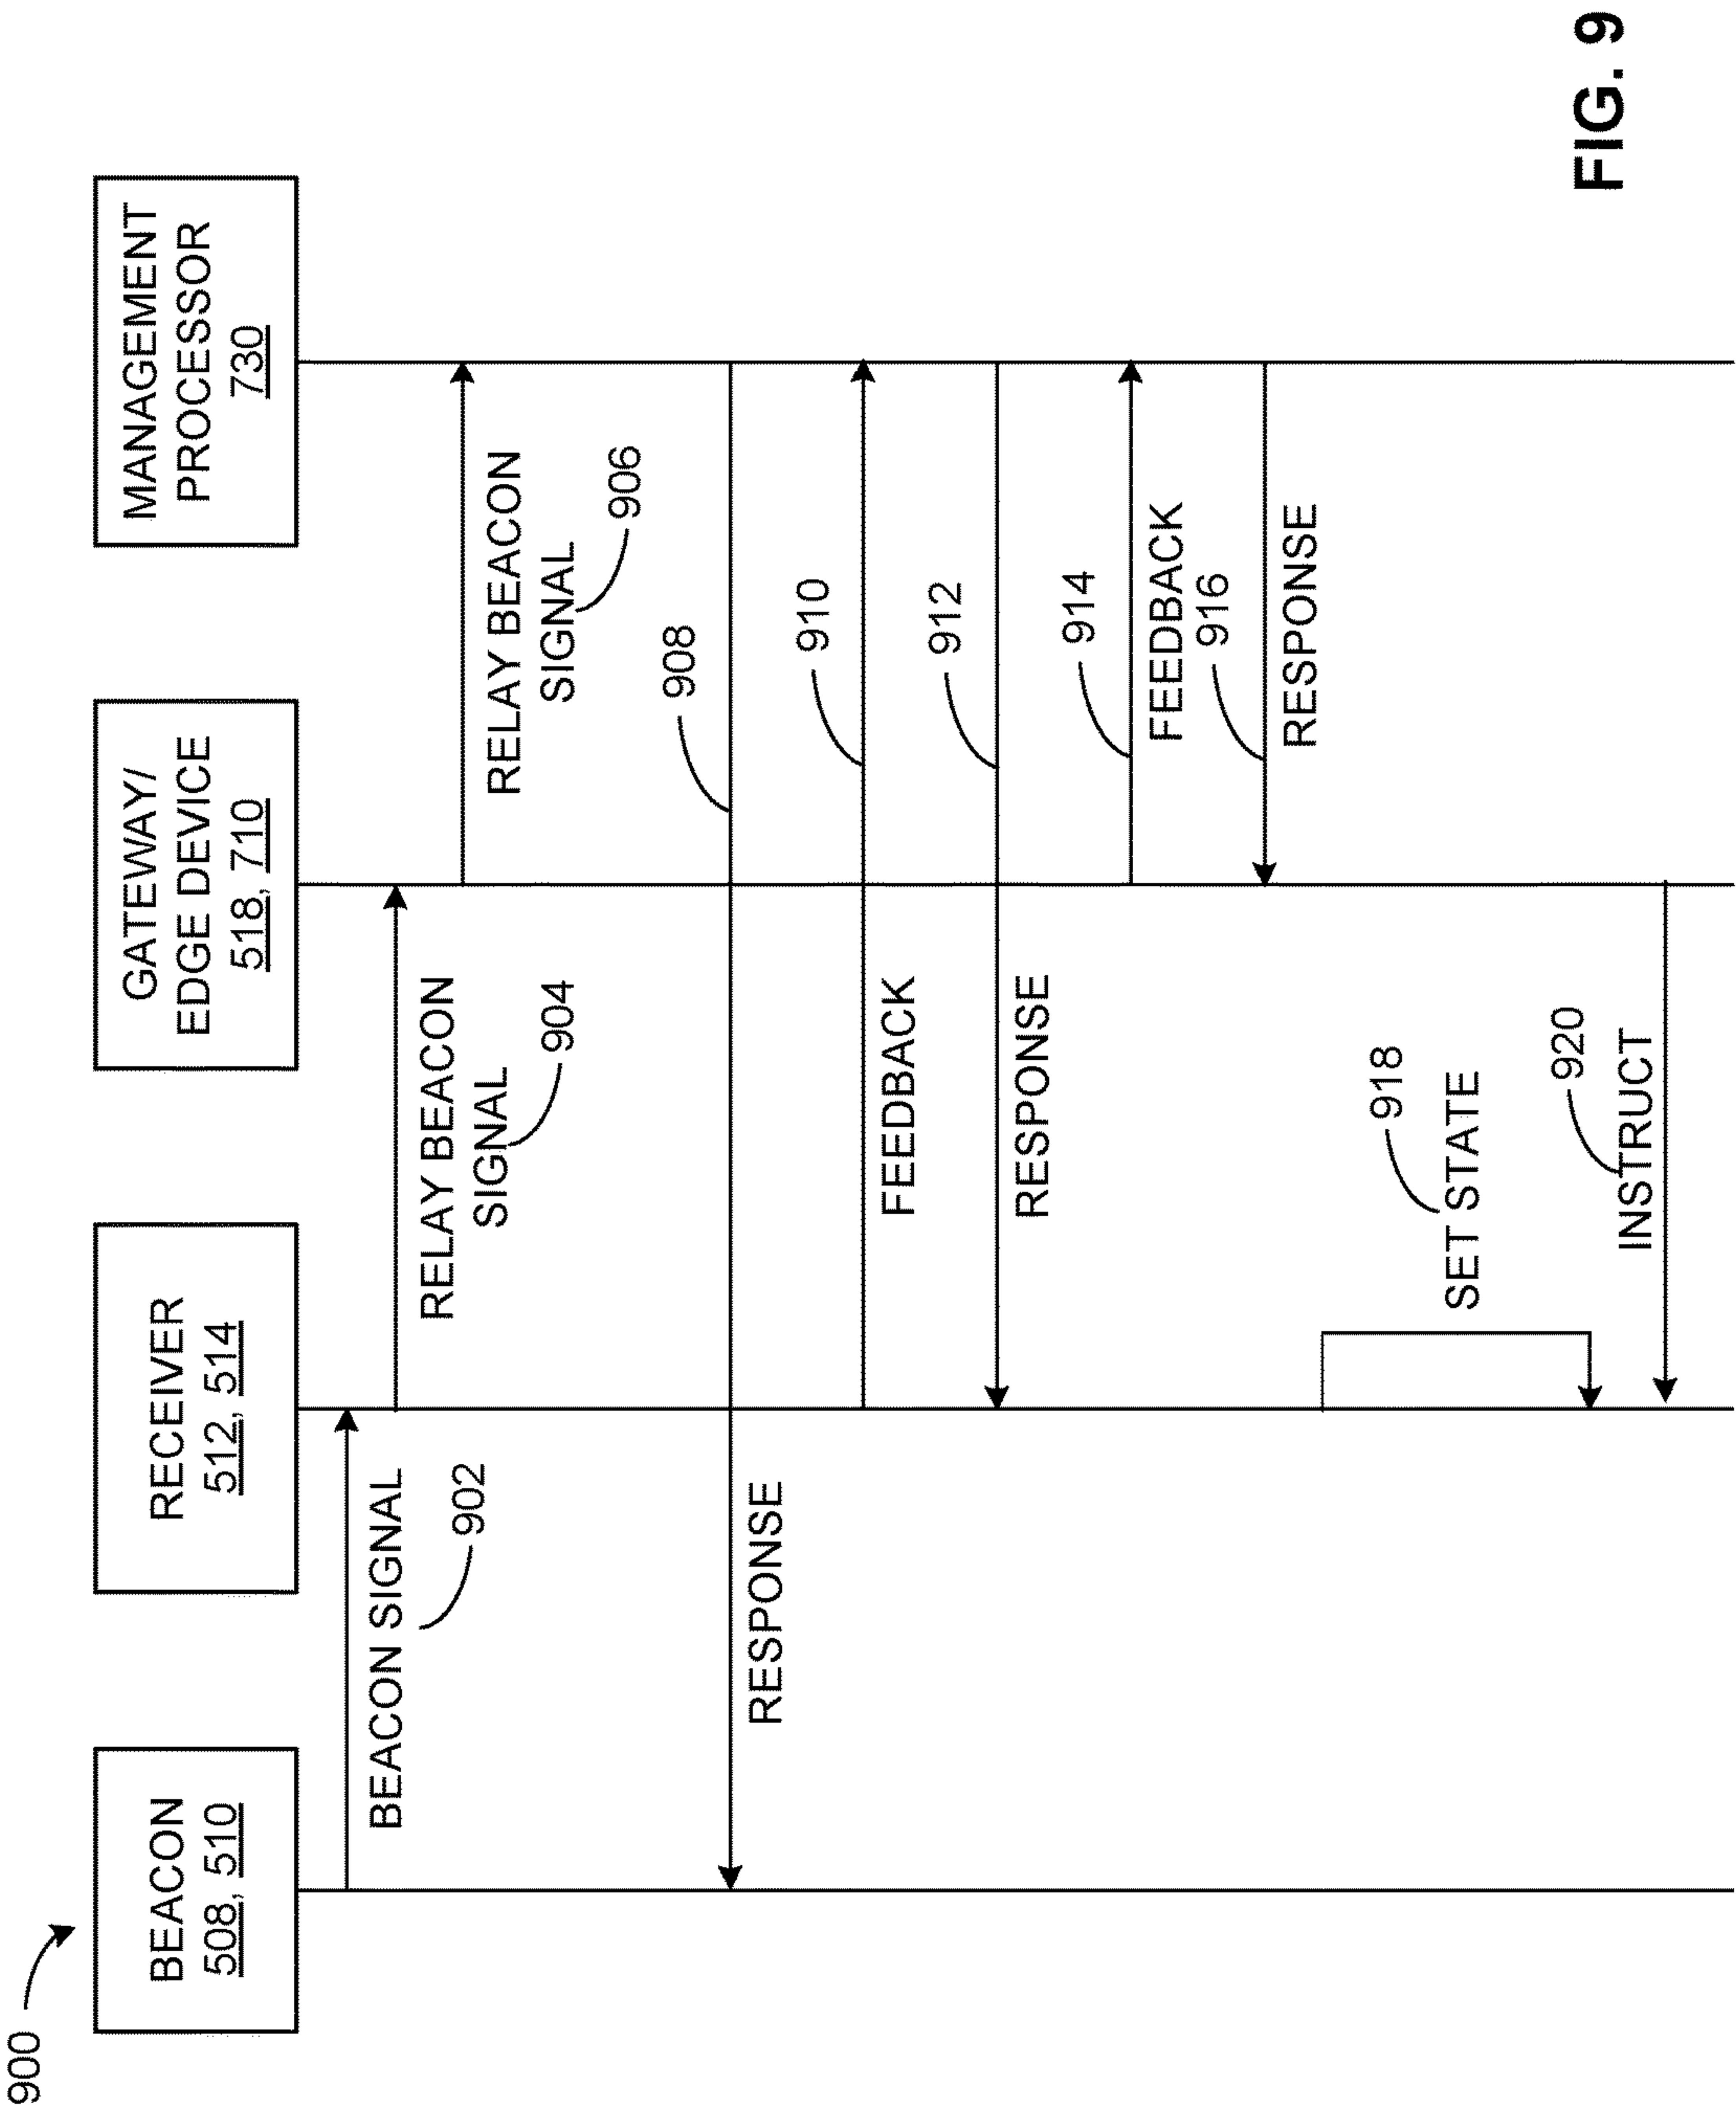 900
BEACON
508, 510
RECEIVER
512, 514
GATEWAY/
EDGE DEVICE
518, 710
MANAGEMENT
PROCESSOR
730
BEACON SIGNAL
902
RELAY BEACON
SIGNAL
904
RELAY BEACON
SIGNAL
906
908
RESPONSE
910
FEEDBACK
912
RESPONSE
914
FEEDBACK
916
RESPONSE
918
SET STATE
920
INSTRUCT
FIG. 9